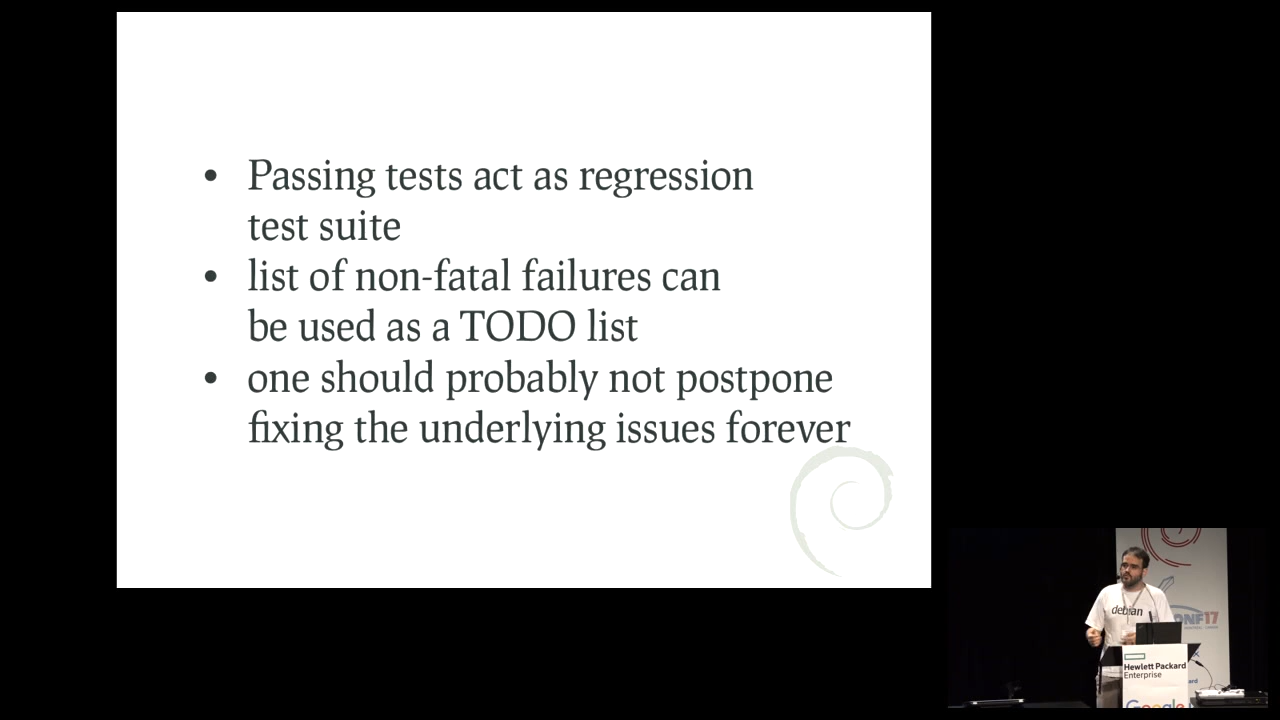 • Passing tests act as regression
test suite
• list of non-fatal failures can
be used as a TODO list
• one should probably not postpone
fixing the underlying issues forever
debian
NF17
Hewlett Packard
Enterprise
Google